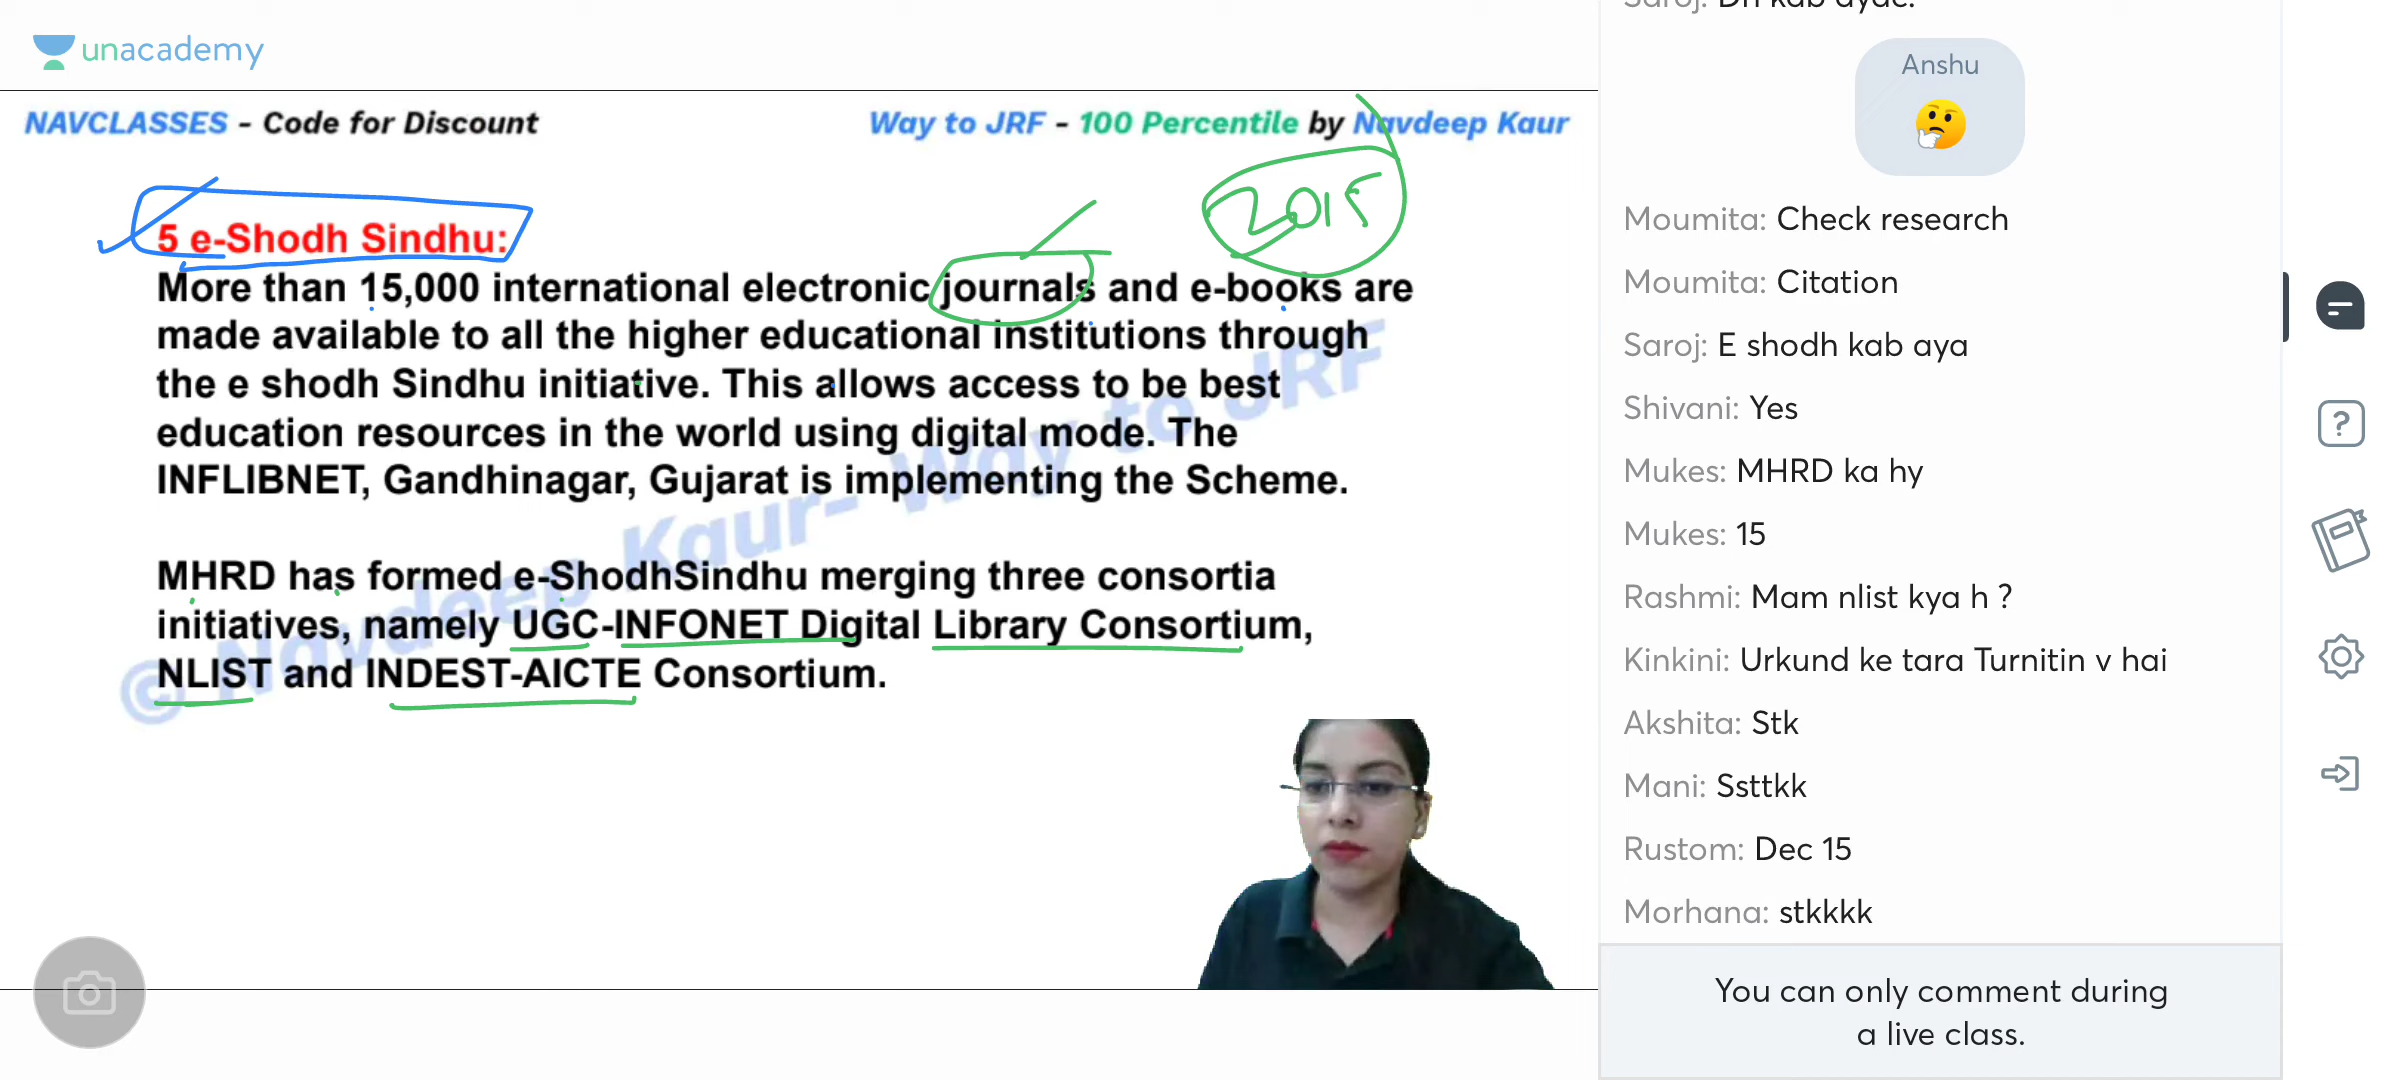 unacademy
NAVCLASSES - Code for Discount
Way to JRF - 100 Percentile by Navdeep Kaur
2015
5 e-Shodh Sindhu:
More than 15,000 international electronic journals and e-books are
made available to all the higher educational institutions through
the e shodh Sindhu initiative. This allows access to be best
education resources in the world using digital mode. The
INFLIBNET, Gandhinagar, Gujarat is implementing the Scheme.
MHRD has formed e-ShodhSindhu merging three consortia
initiatives, namely UGC-INFONET Digital Library Consortium,
NLIST and INDEST-AICTE Consortium.
© Navdeep Kaur- Way to JRF
Anshu
Moumita: Check research
Moumita: Citation
Saroj: E shodh kab aya
Shivani: Yes
Mukes: MHRD ka hy
Mukes: 15
Rashmi: Mam nlist kya h ?
Kinkini: Urkund ke tara Turnitin v hai
Akshita: Stk
Mani: Ssttkk
Rustom: Dec 15
Morhana: stkkkk
You can only comment during
a live class.